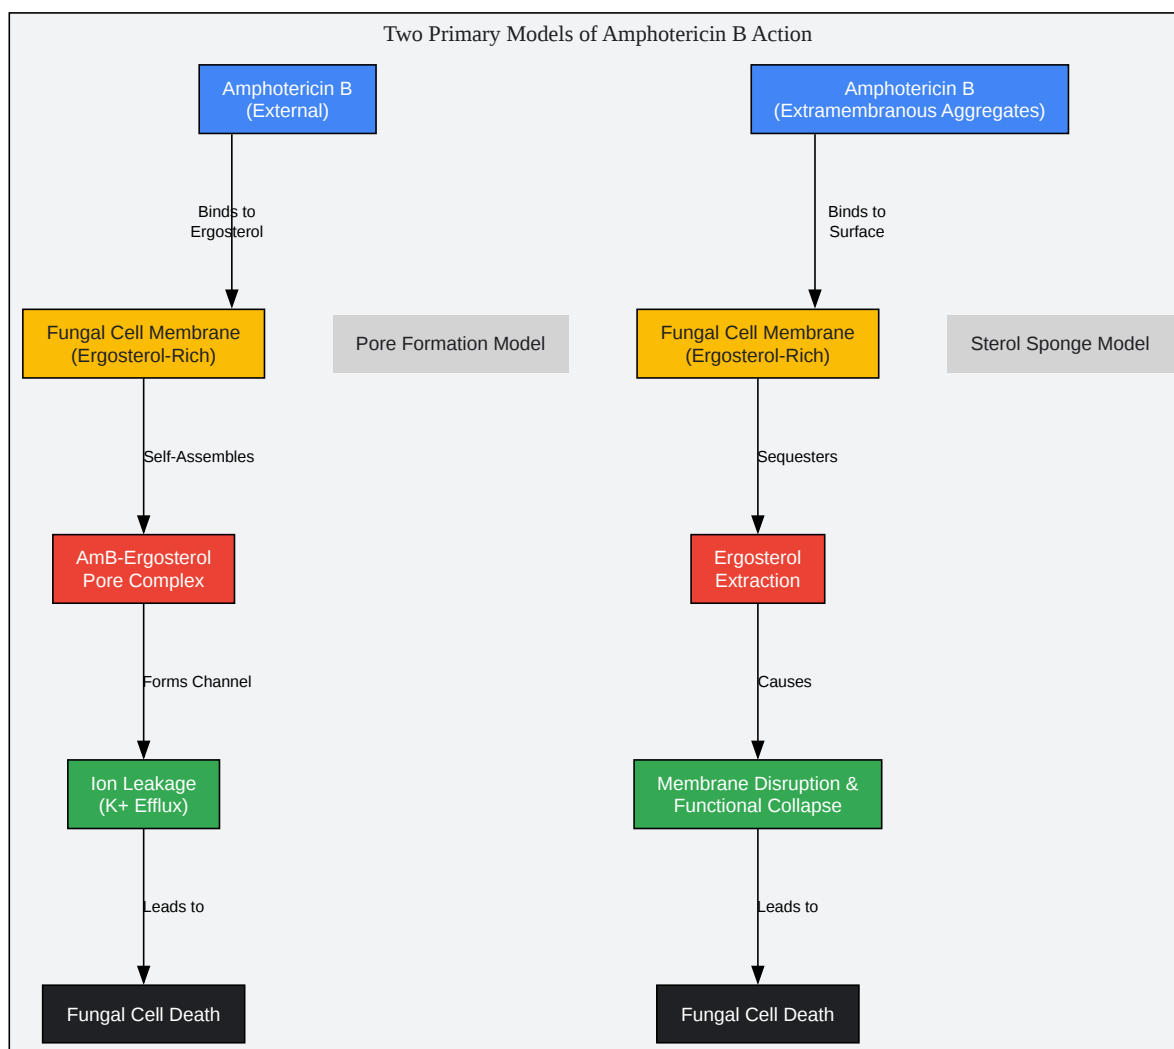 Two Primary Models of Amphotericin B Action
Amphotericin B
(External)
Binds to
Ergosterol
Fungal Cell Membrane
(Ergosterol-Rich)
Pore Formation Model
Self-Assembles
AmB-Ergosterol
Pore Complex
Forms Channel
Ion Leakage
(K+ Efflux)
Leads to
Fungal Cell Death
Amphotericin B
(Extramembranous Aggregates)
Binds to
Surface
Fungal Cell Membrane
(Ergosterol-Rich)
Sterol Sponge Model
Sequesters
Ergosterol
Extraction
Causes
Membrane Disruption &
Functional Collapse
Leads to
Fungal Cell Death